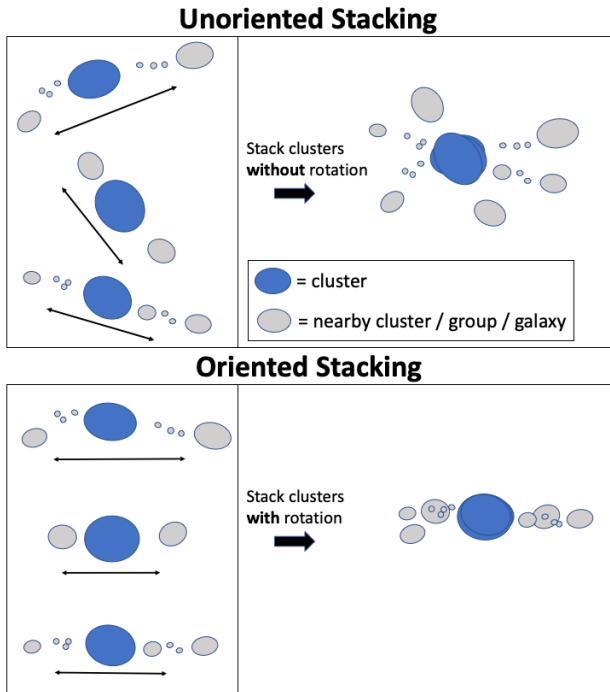 Unoriented Stacking
Stack clusters
without rotation
= cluster
= nearby cluster / group / galaxy
Oriented Stacking
Stack clusters
with rotation